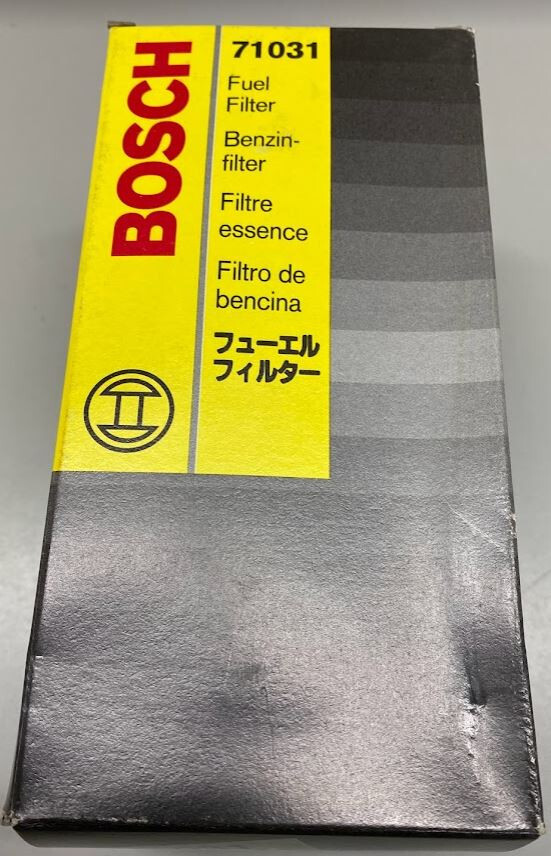 BOSCH
71031
Fuel
Filter
Benzin-
filter
Filtre
essence
Filtro de
bencina
フューエル
フィルター